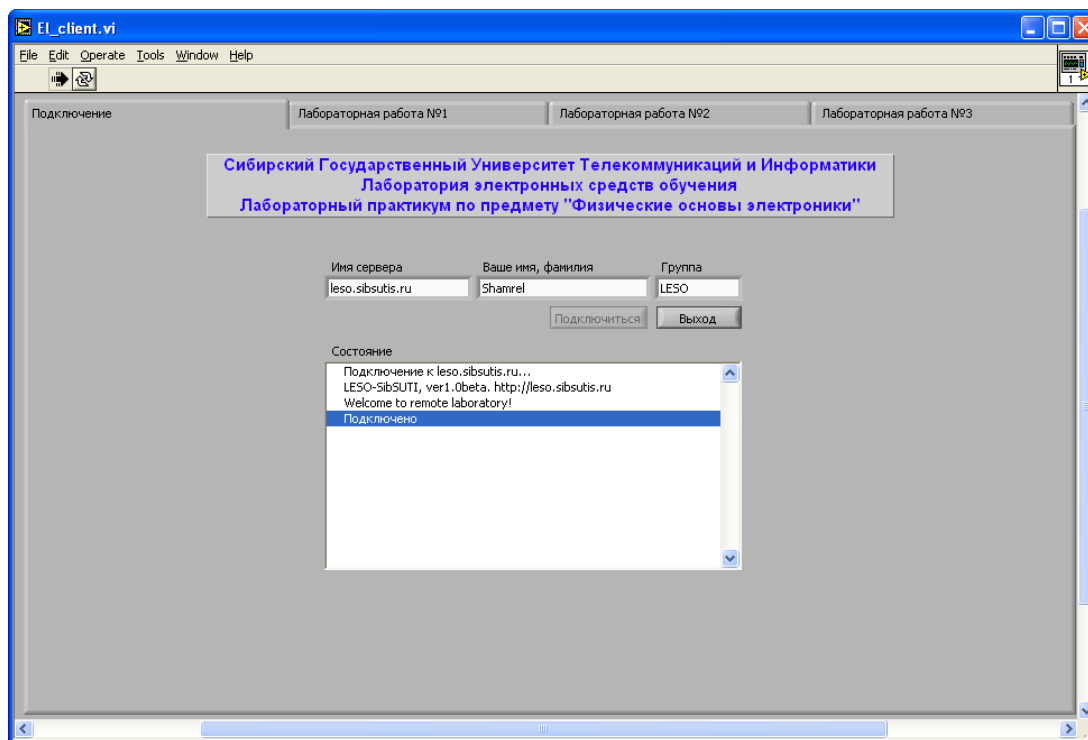 El_client.vi
File Edit Operate Tools Window Help
1
Подключение
Лабораторная работа №1
Лабораторная работа №2
Лабораторная работа №3
Сибирский Государственный Университет Телекоммуникаций и Информатики
Лаборатория электронных средств обучения
Лабораторный практикум по предмету "Физические основы электроники"
Имя сервера
Ваше имя, фамилия
Группа
leso.sibsutis.ru
Shamrel
LESO
Подключиться
Выход
Состояние
Подключение к leso.sibsutis.ru...
LESO-SibSUTI, ver1.0beta. http://leso.sibsutis.ru
Welcome to remote laboratory!
Подключено